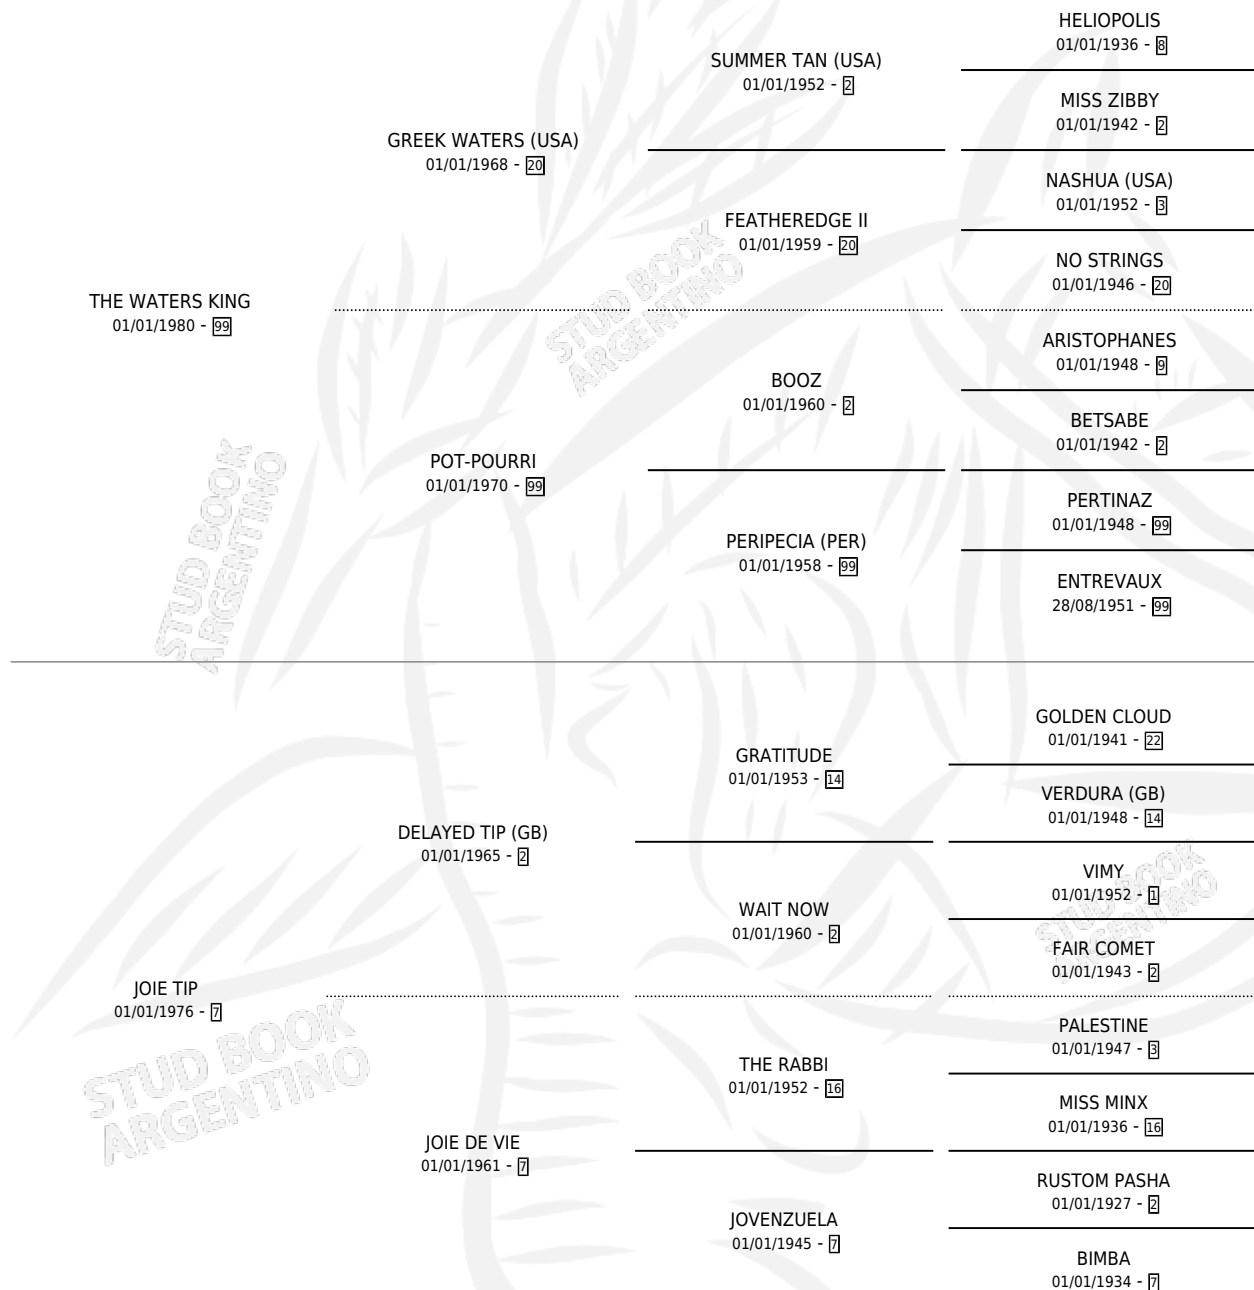 HELIOPOLIS
01/01/1936 - 8
SUMMER TAN (USA)
01/01/1952 - 2
MISS ZIBBY
01/01/1942 - 2
GREEK WATERS (USA)
01/01/1968 - 20
NASHUA (USA)
01/01/1952 - 3
FEATHEREDGE II
01/01/1959 - 20
NO STRINGS
01/01/1946 - 20
THE WATERS KING
01/01/1980 - 99
ARISTOPHANES
01/01/1948 - 9
BOOZ
01/01/1960 - 2
BETSABE
01/01/1942 - 2
POT-POURRI
01/01/1970 - 99
PERTINAZ
01/01/1948 - 99
PERIPECIA (PER)
01/01/1958 - 99
ENTREVAUX
28/08/1951 - 99
GOLDEN CLOUD
01/01/1941 - 22
GRATITUDE
01/01/1953 - 14
VERDURA (GB)
01/01/1948 - 14
DELAYED TIP (GB)
01/01/1965 - 2
VIMY
01/01/1952 - 1
WAIT NOW
01/01/1960 - 2
FAIR COMET
01/01/1943 - 2
JOIE TIP
01/01/1976 - 7
PALESTINE
01/01/1947 - 3
THE RABBI
01/01/1952 - 16
MISS MINX
01/01/1936 - 16
JOIE DE VIE
01/01/1961 - 7
RUSTOM PASHA
01/01/1927 - 2
JOVENZUELA
01/01/1945 - 7
BIMBA
01/01/1934 - 7
STUD BOOK
ARGENTINO
STUD BOOK
ARGENTINO
STUD BOOK
ARGENTINO
STUD BOOK
ARGENTINO